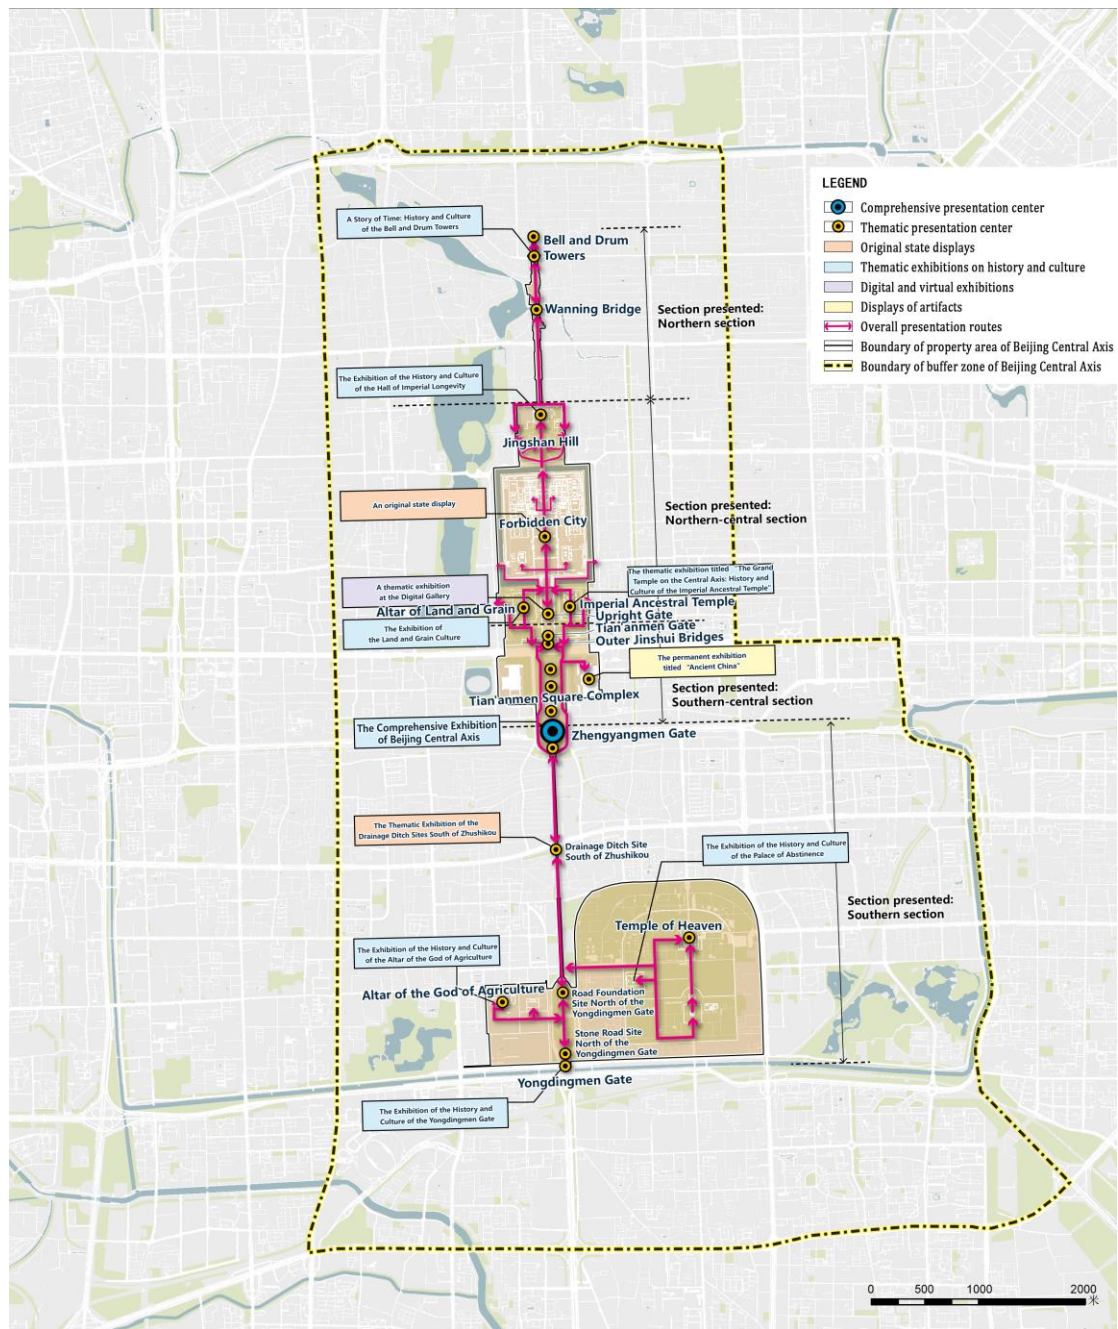 LEGEND
Comprehensive presentation center
Thematic presentation center
Original state displays
Thematic exhibitions on history and culture
Digital and virtual exhibitions
Displays of artifacts
Overall presentation routes
Boundary of property area of Beijing Central Axis
Boundary of buffer zone of Beijing Central Axis
A Story of Time: History and Culture
of the Bell and Drum Towers
Bell and Drum
Towers
Wanning Bridge
Section presented:
Northern section
The Exhibition of the History and Culture
of the Hall of Imperial Longevity
Jingshan Hill
An original state display
Forbidden City
Section presented:
Northern-central section
A thematic exhibition
at the Digital Gallery
The thematic exhibition titled "The Grand
Temple on the Central Axis: History and
Culture of the Imperial Ancestral Temple"
Altar of Land and Grain
Imperial Ancestral Temple
Upright Gate
The Exhibition of
the Land and Grain Culture
Tian'anmen Gate
Outer Jinshui Bridges
The permanent exhibition
titled "Ancient China"
Tian'anmen Square Complex
Section presented:
Southern-central section
The Comprehensive Exhibition
of Beijing Central Axis
Zhengyangmen Gate
The Thematic Exhibition of the
Drainage Ditch Sites South of Zhushikou
Drainage Ditch Site
South of Zhushikou
The Exhibition of the History and Culture
of the Palace of Abstinence
Section presented:
Southern section
Temple of Heaven
The Exhibition of the History and Culture
of the Altar of the God of Agriculture
Altar of the God of Agriculture
Road Foundation
Site North of the
Yongdingmen Gate
Stone Road Site
North of the
Yongdingmen Gate
Yongdingmen Gate
The Exhibition of the History and
Culture of the Yongdingmen Gate
0 500 1000 2000
米